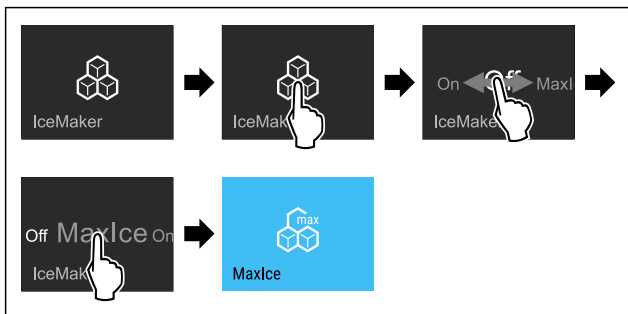 IceMaker
IceMak
On Off MaxI
IceMake
Off MaxIce On
IceMak
max
MaxIce